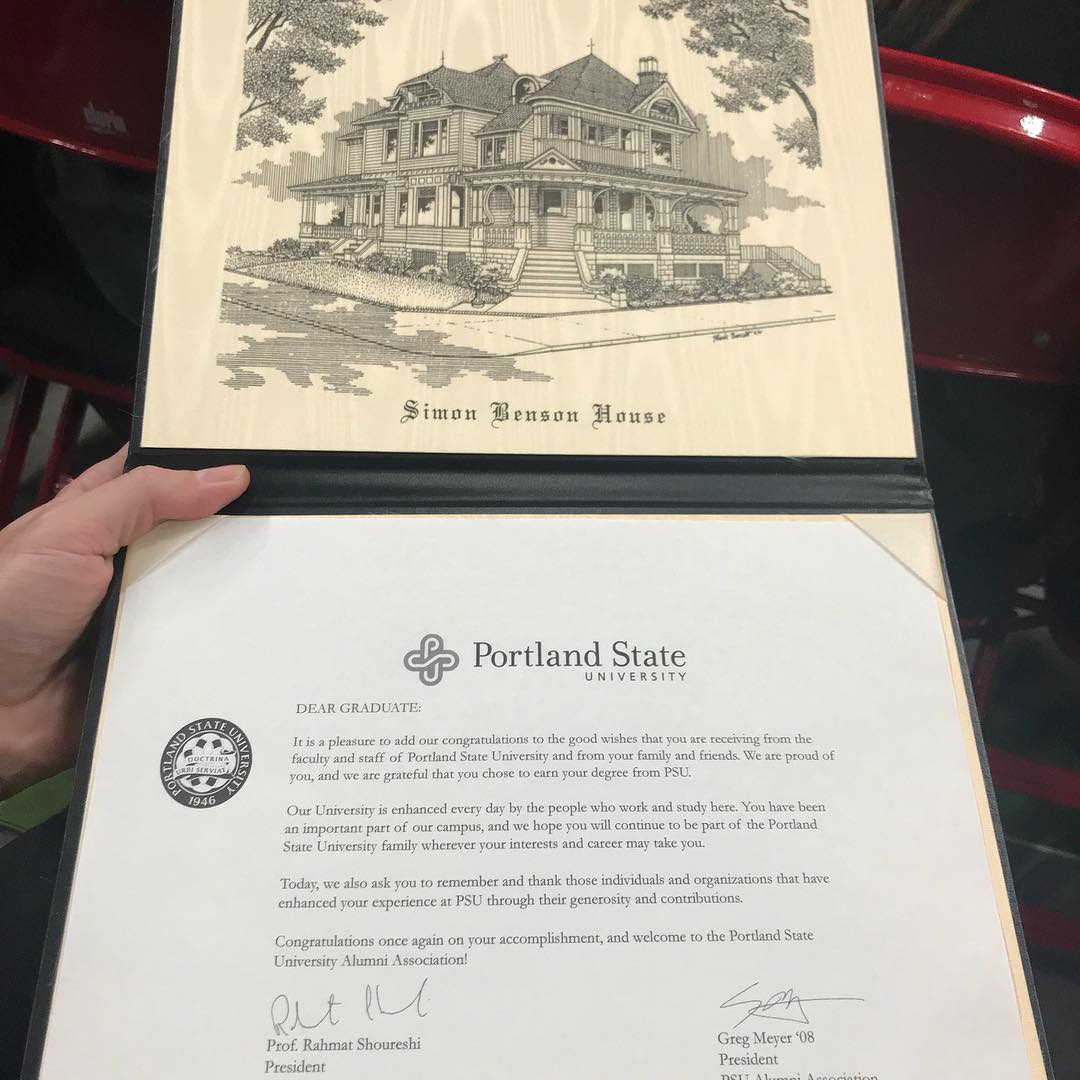 Simon Benson House
Portland State
UNIVERSITY
DEAR GRADUATE:
It is a pleasure to add our congratulations to the good wishes that you are receiving from the
faculty and staff of Portland State University and from your family and friends. We are proud of
you, and we are grateful that you chose to earn your degree from PSU.
PORTLAND STATE UNIVERSITY
DOCTRINA
URBI SERVIAT
1946
Our University is enhanced every day by the people who work and study here. You have been
an important part of our campus, and we hope you will continue to be part of the Portland
State University family wherever your interests and career may take you.
Today, we also ask you to remember and thank those individuals and organizations that have
enhanced your experience at PSU through their generosity and contributions.
Congratulations once again on your accomplishment, and welcome to the Portland State
University Alumni Association!
Prof. Rahmat Shoureshi
President
Greg Meyer ‘08
President
PSU Alumni Association